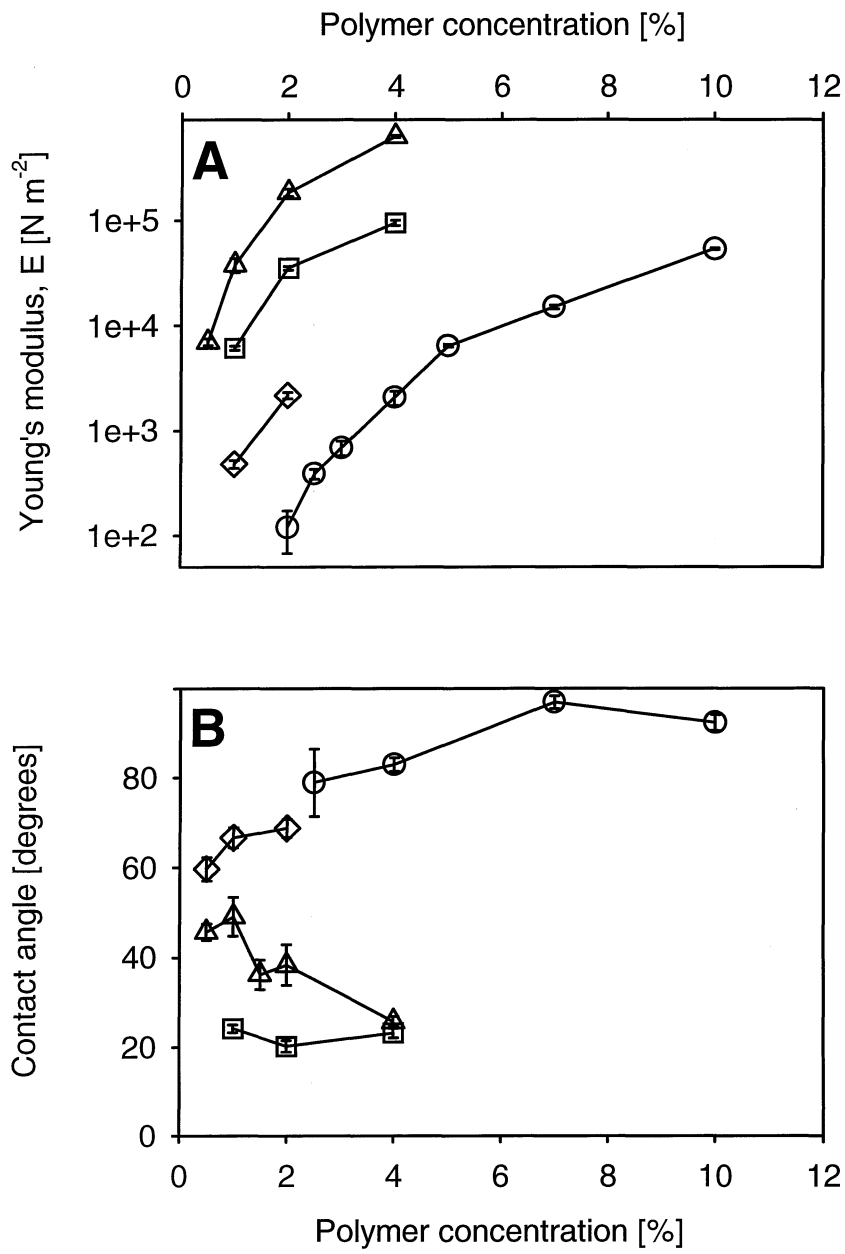 Polymer concentration [%]
0 2 4 6 8 10 12
A
Young's modulus, E [N m⁻²]
1e+5
1e+4
1e+3
1e+2
B
Contact angle [degrees]
80
60
40
20
0
0 2 4 6 8 10 12
Polymer concentration [%]